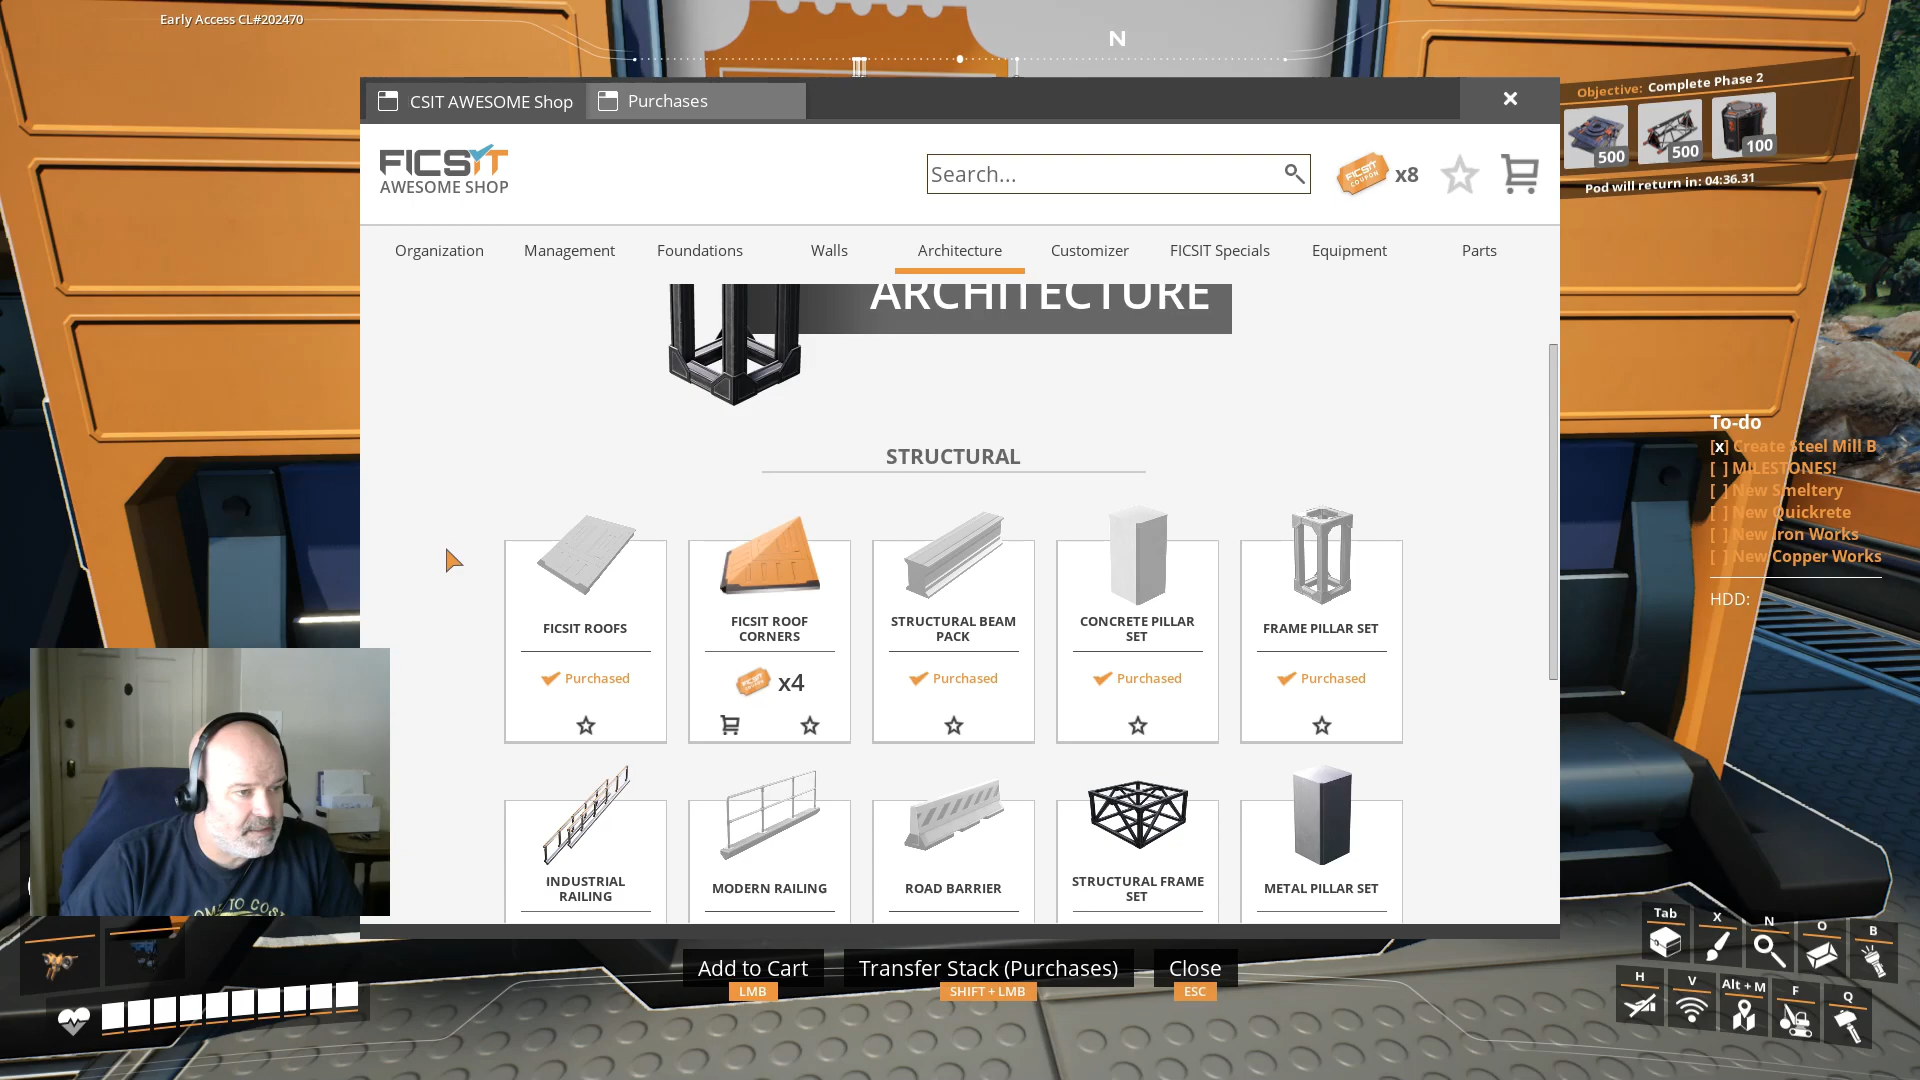 Early Access CL#202470
N
CSIT AWESOME Shop
Purchases
Objective: Complete Phase 2
500
500
100
Pod will return in: 04:36.31
FICSIT
AWESOME SHOP
Search...
x8
Organization
Management
Foundations
Walls
Architecture
Customizer
FICSIT Specials
Equipment
Parts
ARCHITECTURE
STRUCTURAL
To-do
[x] Create Steel Mill B
[ ] MILESTONES!
[ ] New Smeltery
[ ] New Quickrete
[ ] New Iron Works
[ ] New Copper Works
HDD:
FICSIT ROOFS
Purchased
FICSIT ROOF
CORNERS
x4
STRUCTURAL BEAM
PACK
Purchased
CONCRETE PILLAR
SET
Purchased
FRAME PILLAR SET
Purchased
INDUSTRIAL
RAILING
MODERN RAILING
ROAD BARRIER
STRUCTURAL FRAME
SET
METAL PILLAR SET
Add to Cart
LMB
Transfer Stack (Purchases)
SHIFT + LMB
Close
ESC
Tab
X
N
O
B
H
V
Alt + M
F
Q